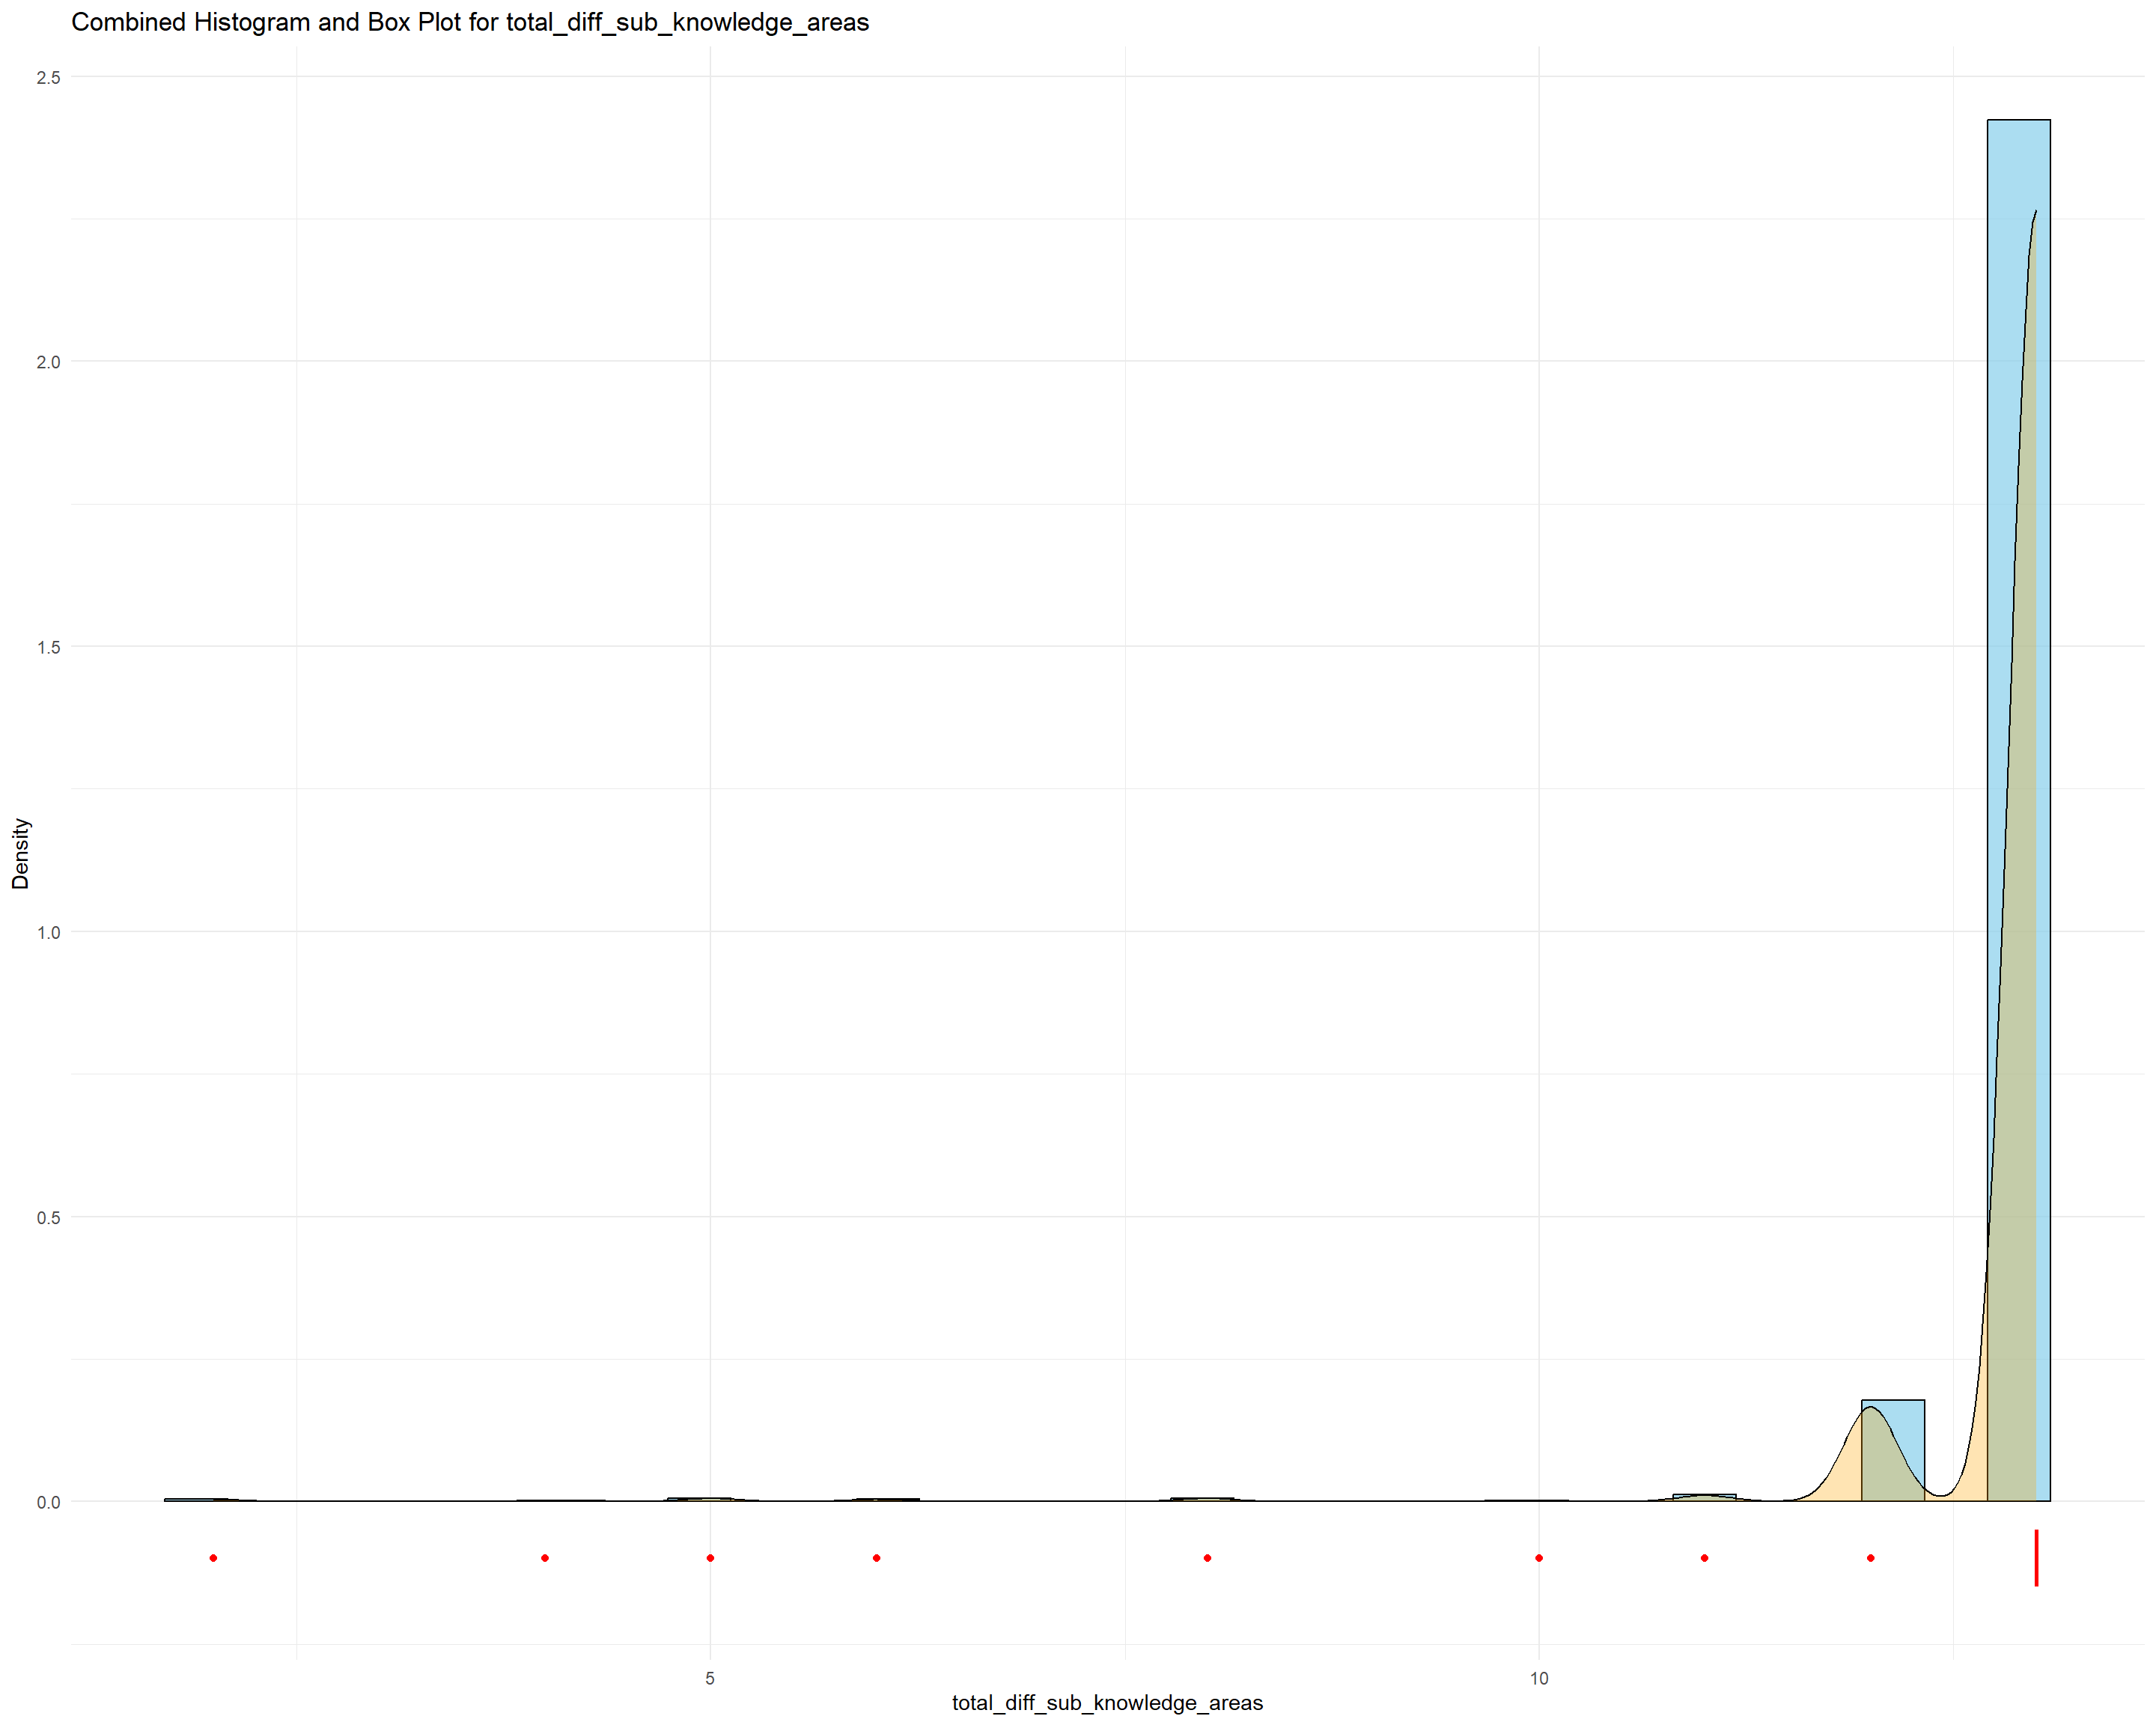 Combined Histogram and Box Plot for total_diff_sub_knowledge_areas
2.5
2.0
1.5
1.0
0.5
0.0
Density
5
10
total_diff_sub_knowledge_areas